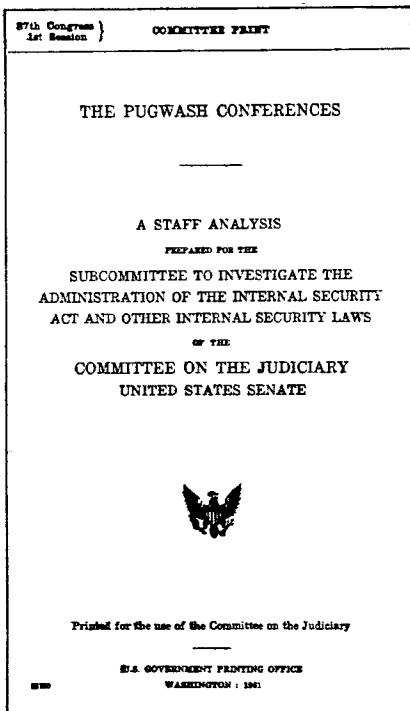 87th Congress } COMMITTEE PRINT
1st Session
THE PUGWASH CONFERENCES
A STAFF ANALYSIS
PREPARED FOR THE
SUBCOMMITTEE TO INVESTIGATE THE
ADMINISTRATION OF THE INTERNAL SECURITY
ACT AND OTHER INTERNAL SECURITY LAWS
OF THE
COMMITTEE ON THE JUDICIARY
UNITED STATES SENATE
Printed for the use of the Committee on the Judiciary
U.S. GOVERNMENT PRINTING OFFICE
WASHINGTON : 1961